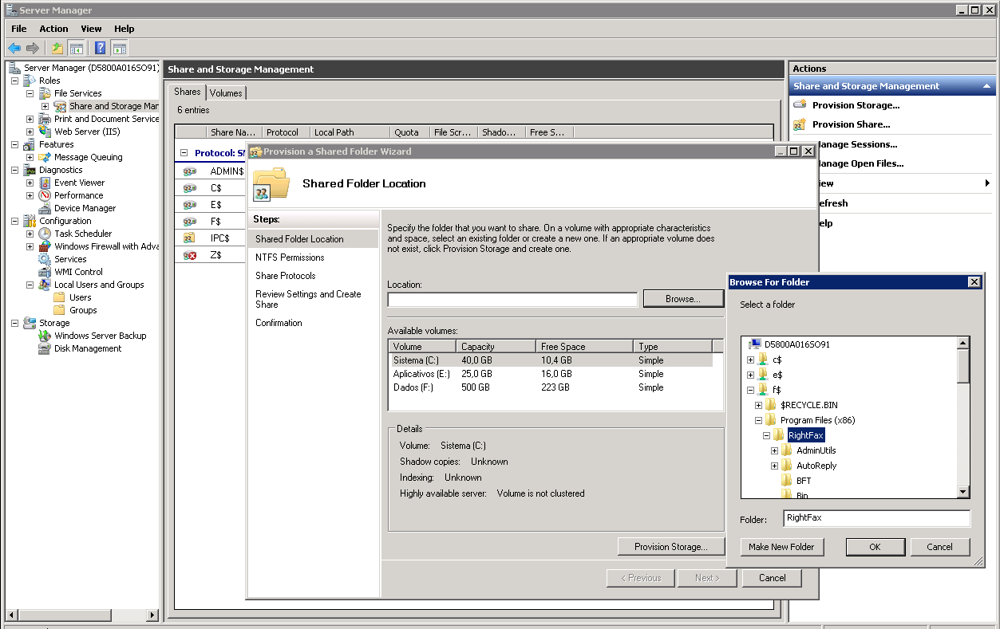 Server Manager
File Action View Help
Server Manager (D5800A016SO91)
Roles
File Services
Share and Storage Mar
Print and Document Service
Web Server (IIS)
Features
Message Queuing
Diagnostics
Event Viewer
Performance
Device Manager
Configuration
Task Scheduler
Windows Firewall with Adva
Services
WMI Control
Local Users and Groups
Users
Groups
Storage
Windows Server Backup
Disk Management
Share and Storage Management
Shares Volumes
6 entries
Share Na... Protocol Local Path Quota File Scr... Shado... Free S...
Protocol: SM
ADMIN$
C$
E$
F$
IPC$
Z$
Provision a Shared Folder Wizard
Shared Folder Location
Steps:
Shared Folder Location
NTFS Permissions
Share Protocols
Review Settings and Create
Share
Confirmation
Specify the folder that you want to share. On a volume with appropriate characteristics
and space, select an existing folder or create a new one. If an appropriate volume does
not exist, click Provision Storage and create one.
Location:
Browse...
Available volumes:
Volume Capacity Free Space Type
Sistema (C:) 40,0 GB 10,4 GB Simple
Aplicativos (E:) 25,0 GB 16,0 GB Simple
Dados (F:) 500 GB 223 GB Simple
Details
Volume: Sistema (C:)
Shadow copies: Unknown
Indexing: Unknown
Highly available server: Volume is not clustered
Provision Storage...
< Previous Next > Cancel
Actions
Share and Storage Management
Provision Storage...
Provision Share...
anage Sessions...
anage Open Files...
iew
efresh
elp
Browse For Folder
Select a folder
D5800A016SO91
c$
e$
f$
$RECYCLE.BIN
Program Files (x86)
RightFax
AdminUtils
AutoReply
BFT
Bin
Folder: RightFax
Make New Folder OK Cancel